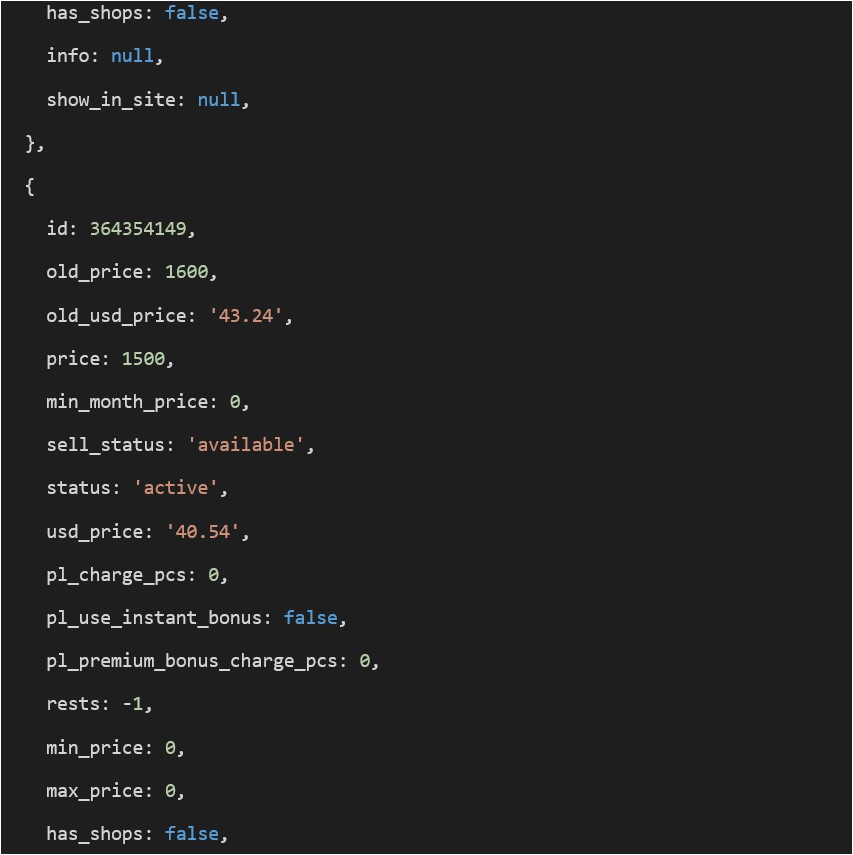 has_shops: false,
info: null,
show_in_site: null,
},
{
id: 364354149,
old_price: 1600,
old_usd_price: '43.24',
price: 1500,
min_month_price: 0,
sell_status: 'available',
status: 'active',
usd_price: '40.54',
pl_charge_pcs: 0,
pl_use_instant_bonus: false,
pl_premium_bonus_charge_pcs: 0,
rests: -1,
min_price: 0,
max_price: 0,
has_shops: false,